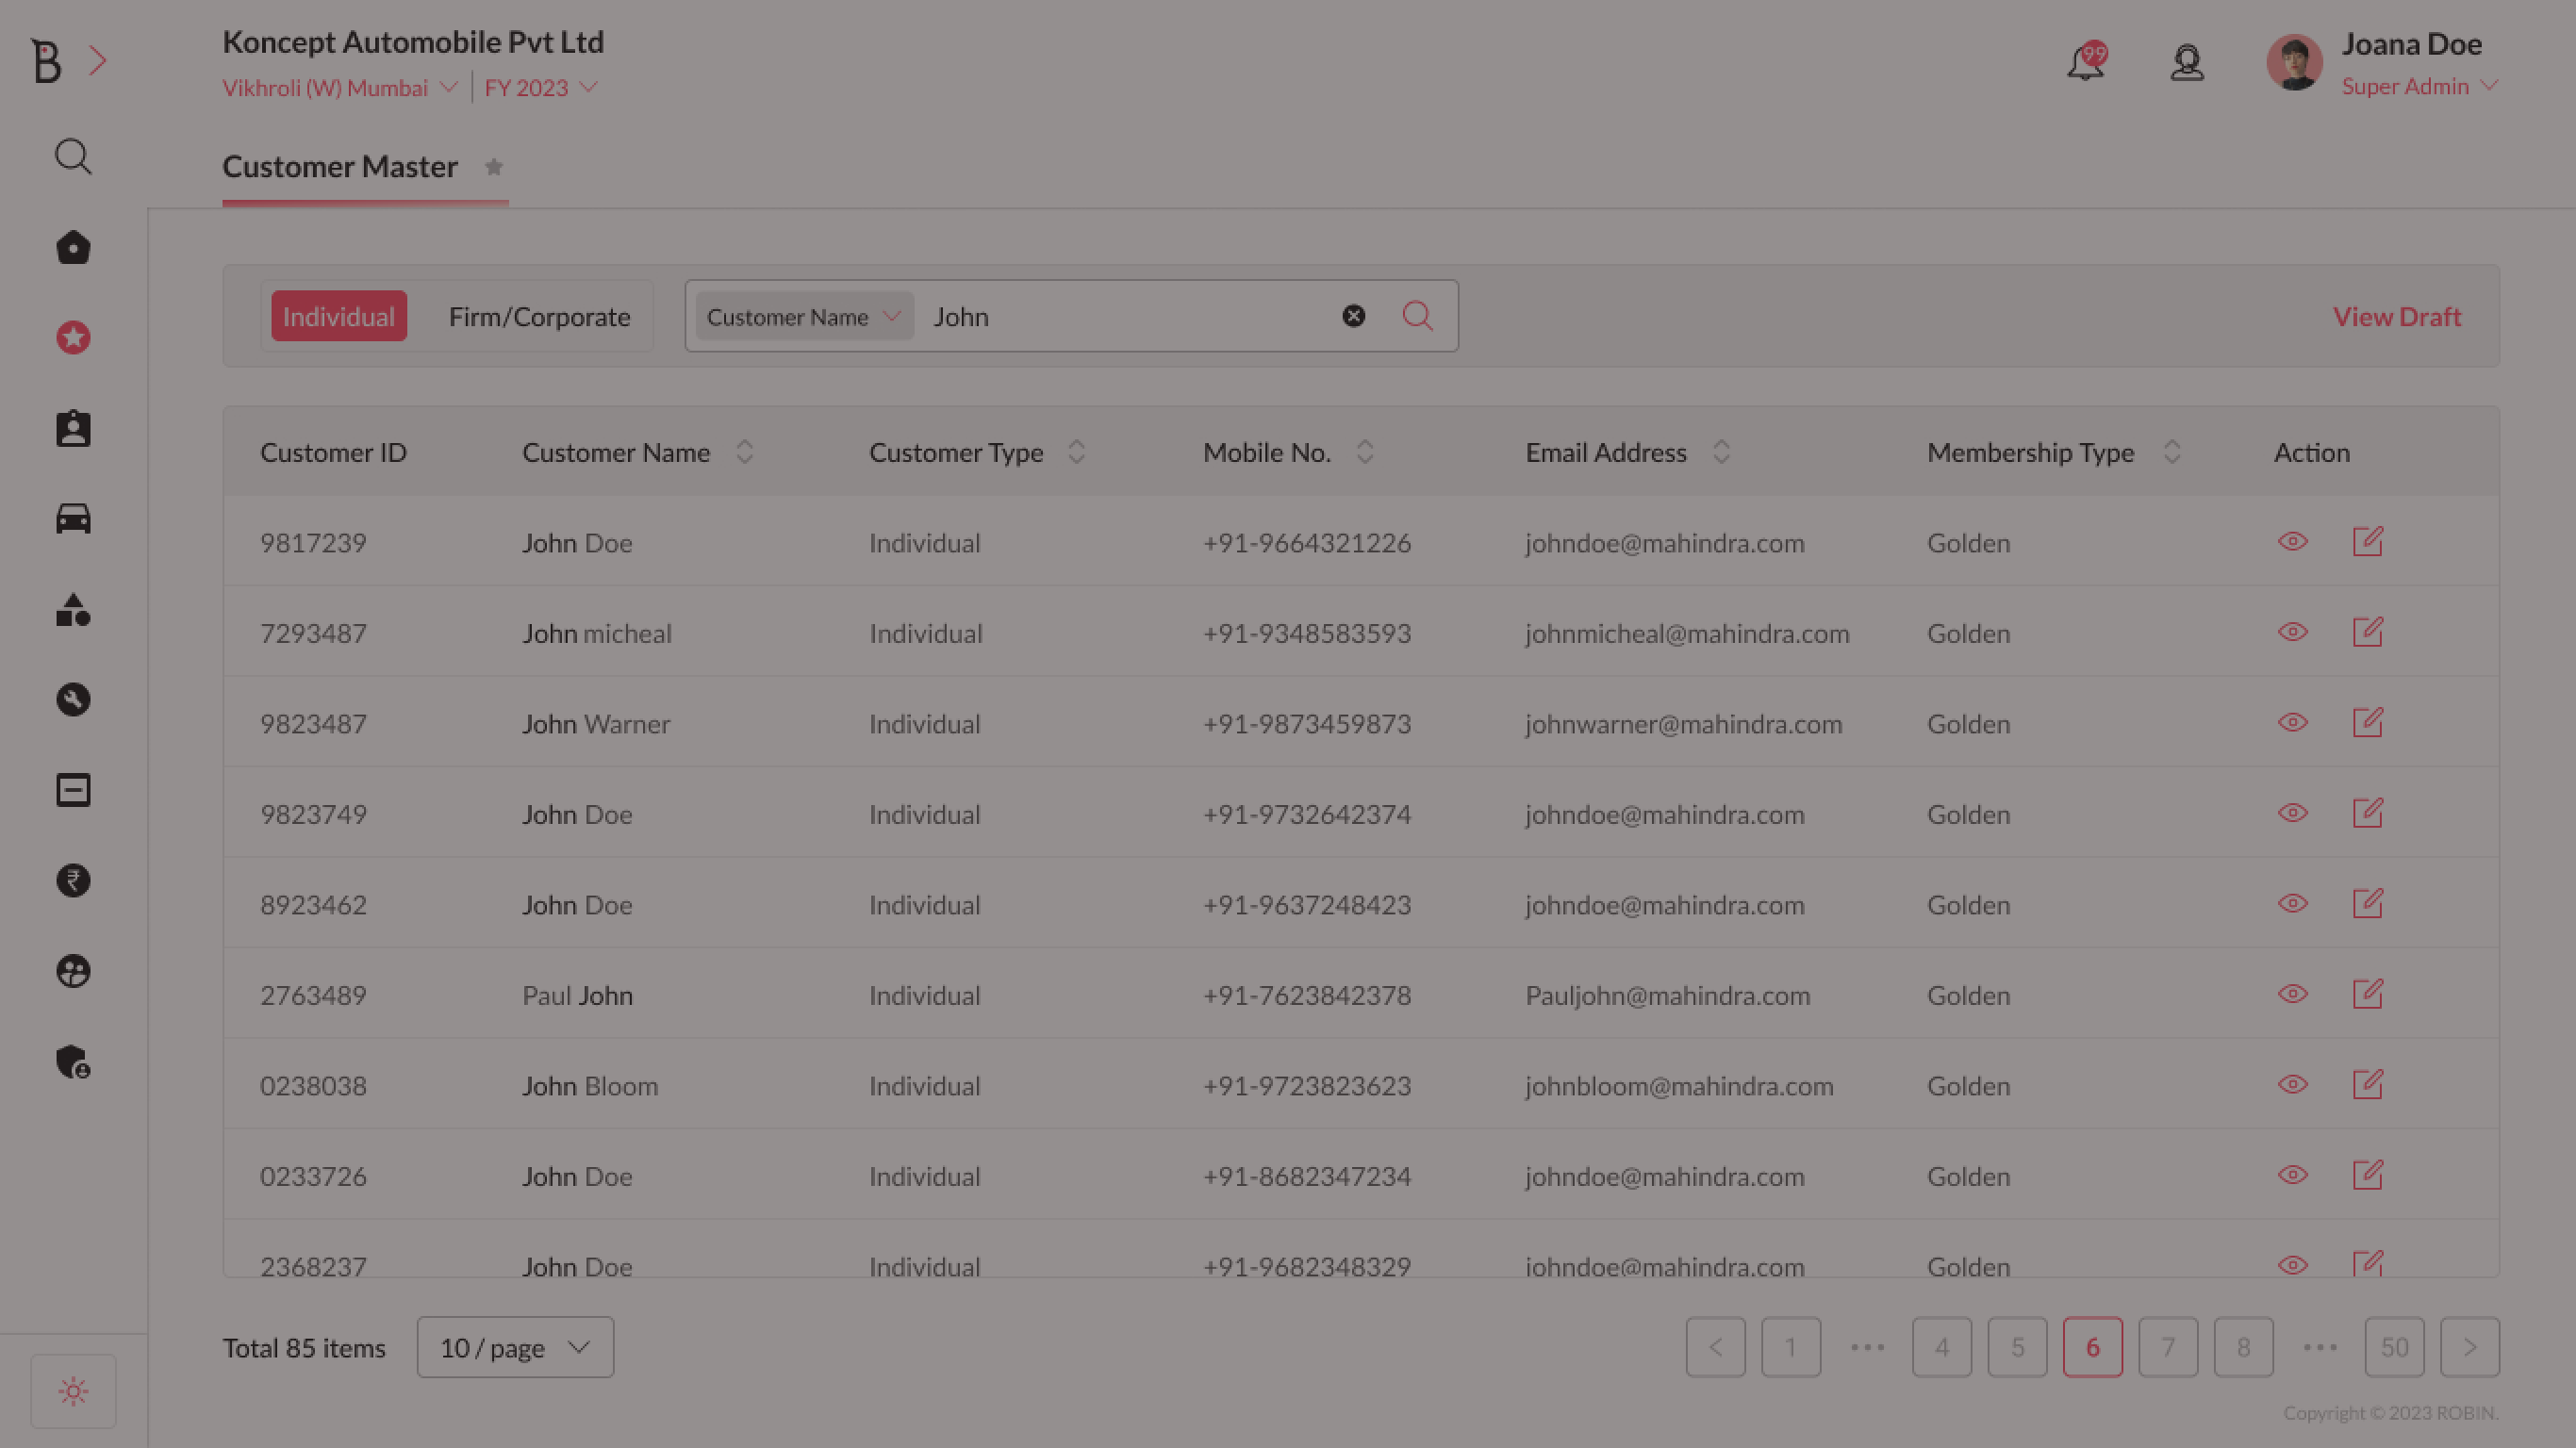 B
Koncept Automobile Pvt Ltd
Vikhroli (W) Mumbai
FY 2023
99
Joana Doe
Super Admin
Customer Master
Individual
Firm/Corporate
Customer Name
John
View Draft
Customer ID Customer Name Customer Type Mobile No. Email Address Membership Type Action
9817239 John Doe Individual +91-9664321226 johndoe@mahindra.com Golden
7293487 John micheal Individual +91-9348583593 johnmicheal@mahindra.com Golden
9823487 John Warner Individual +91-9873459873 johnwarner@mahindra.com Golden
9823749 John Doe Individual +91-9732642374 johndoe@mahindra.com Golden
8923462 John Doe Individual +91-9637248423 johndoe@mahindra.com Golden
2763489 Paul John Individual +91-7623842378 Pauljohn@mahindra.com Golden
0238038 John Bloom Individual +91-9723823623 johnbloom@mahindra.com Golden
0233726 John Doe Individual +91-8682347234 johndoe@mahindra.com Golden
2368237 John Doe Individual +91-9682348329 johndoe@mahindra.com Golden
Total 85 items
10 / page
< 1 ••• 4 5 6 7 8 ••• 50 >
Copyright © 2023 ROBIN.